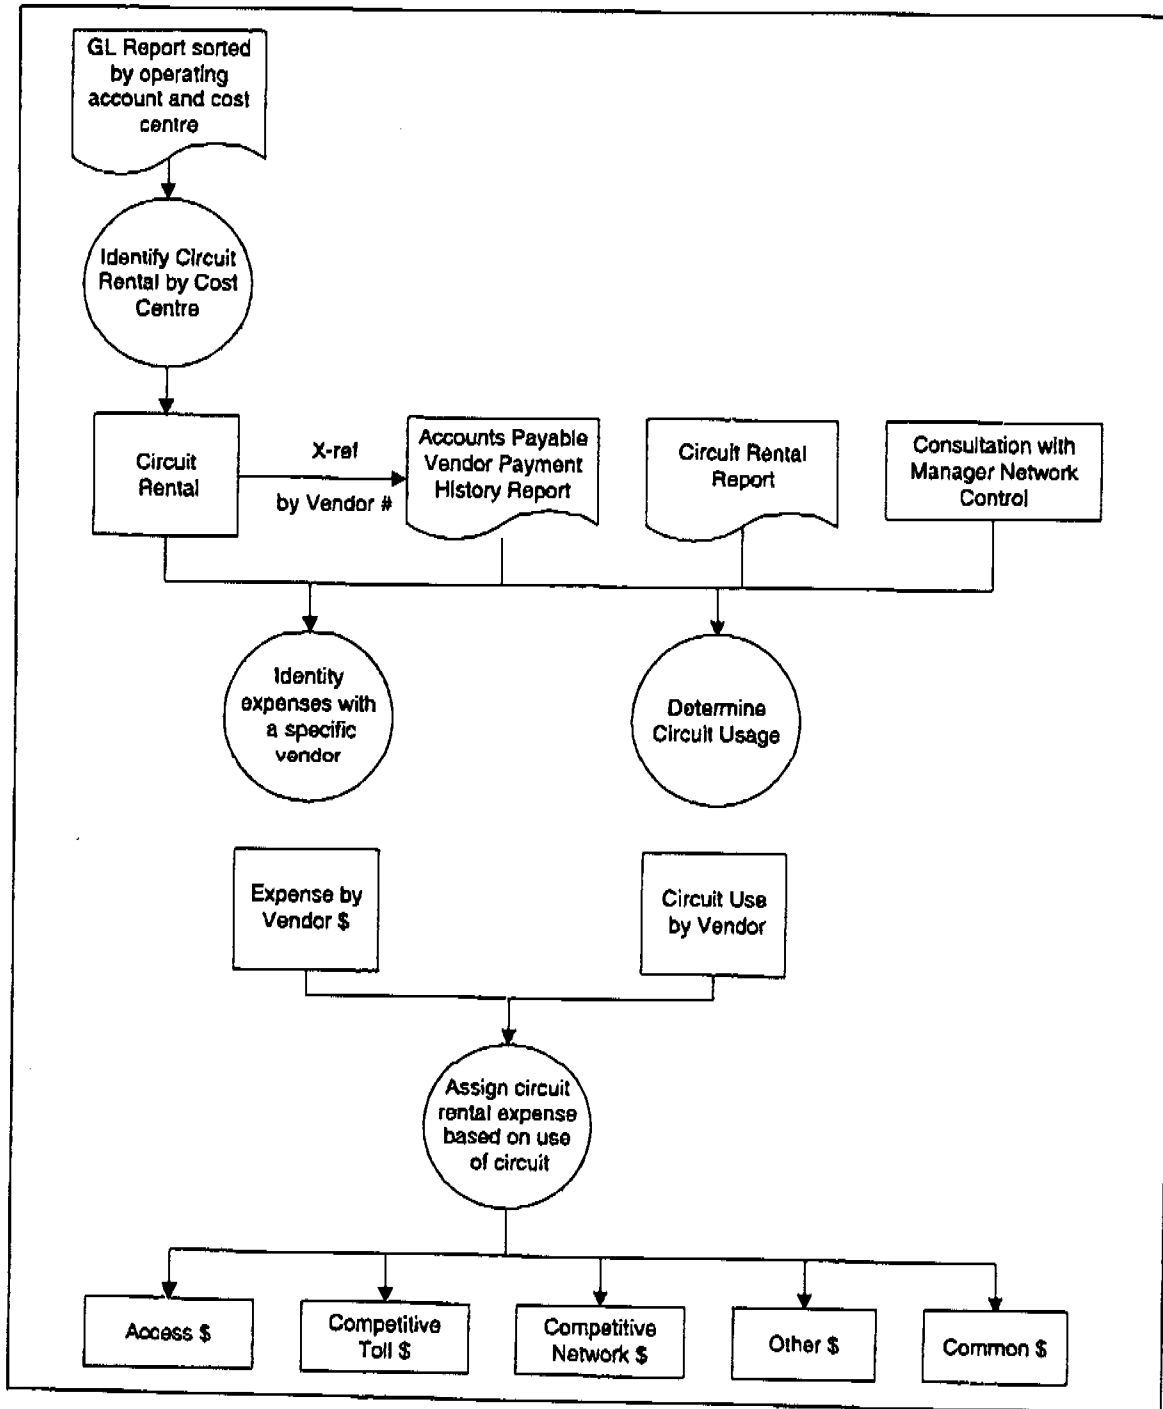 GL Report sorted
by operating
account and cost
centre
Identify Circuit
Rental by Cost
Centre
Circuit
Rental
X-ref
by Vendor #
Accounts Payable
Vendor Payment
History Report
Circuit Rental
Report
Consultation with
Manager Network
Control
Identity
expenses with
a specific
vendor
Determine
Circuit Usage
Expense by
Vendor $
Circuit Use
by Vendor
Assign circuit
rental expense
based on use
of circuit
Access $
Competitive
Toll $
Competitive
Network $
Other $
Common $